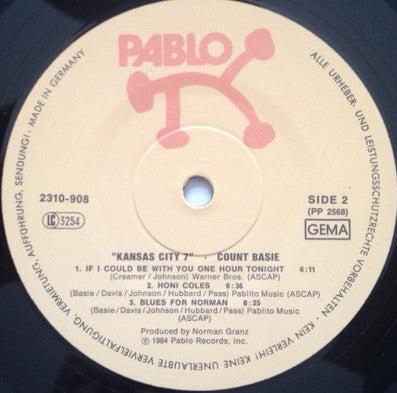 PABLO
MADE IN GERMANY
ALLE URHEBER- UND LEISTUNGSSCHUTZRECHTE VORBEHALTEN - KEIN VERLEIH! KEINE UNERLAUBTE VERVIELFÄLTIGUNG, VERMIETUNG, AUFFÜHRUNG, SENDUNG!
2310-908
LC 3254
SIDE 2
(PP 2568)
GEMA
"KANSAS CITY 7" · COUNT BASIE
1. IF I COULD BE WITH YOU ONE HOUR TONIGHT 6:11
(Creamer/Johnson) Warner Bros. (ASCAP)
2. HONI COLES 6:35
(Basie/Davis/Johnson/Hubbard/Pass) Pablito Music (ASCAP)
3. BLUES FOR NORMAN 6:35
(Basie/Davis/Johnson/Hubbard/Pass) Pablito Music (ASCAP)
Produced by Norman Granz
℗ 1984 Pablo Records, Inc.